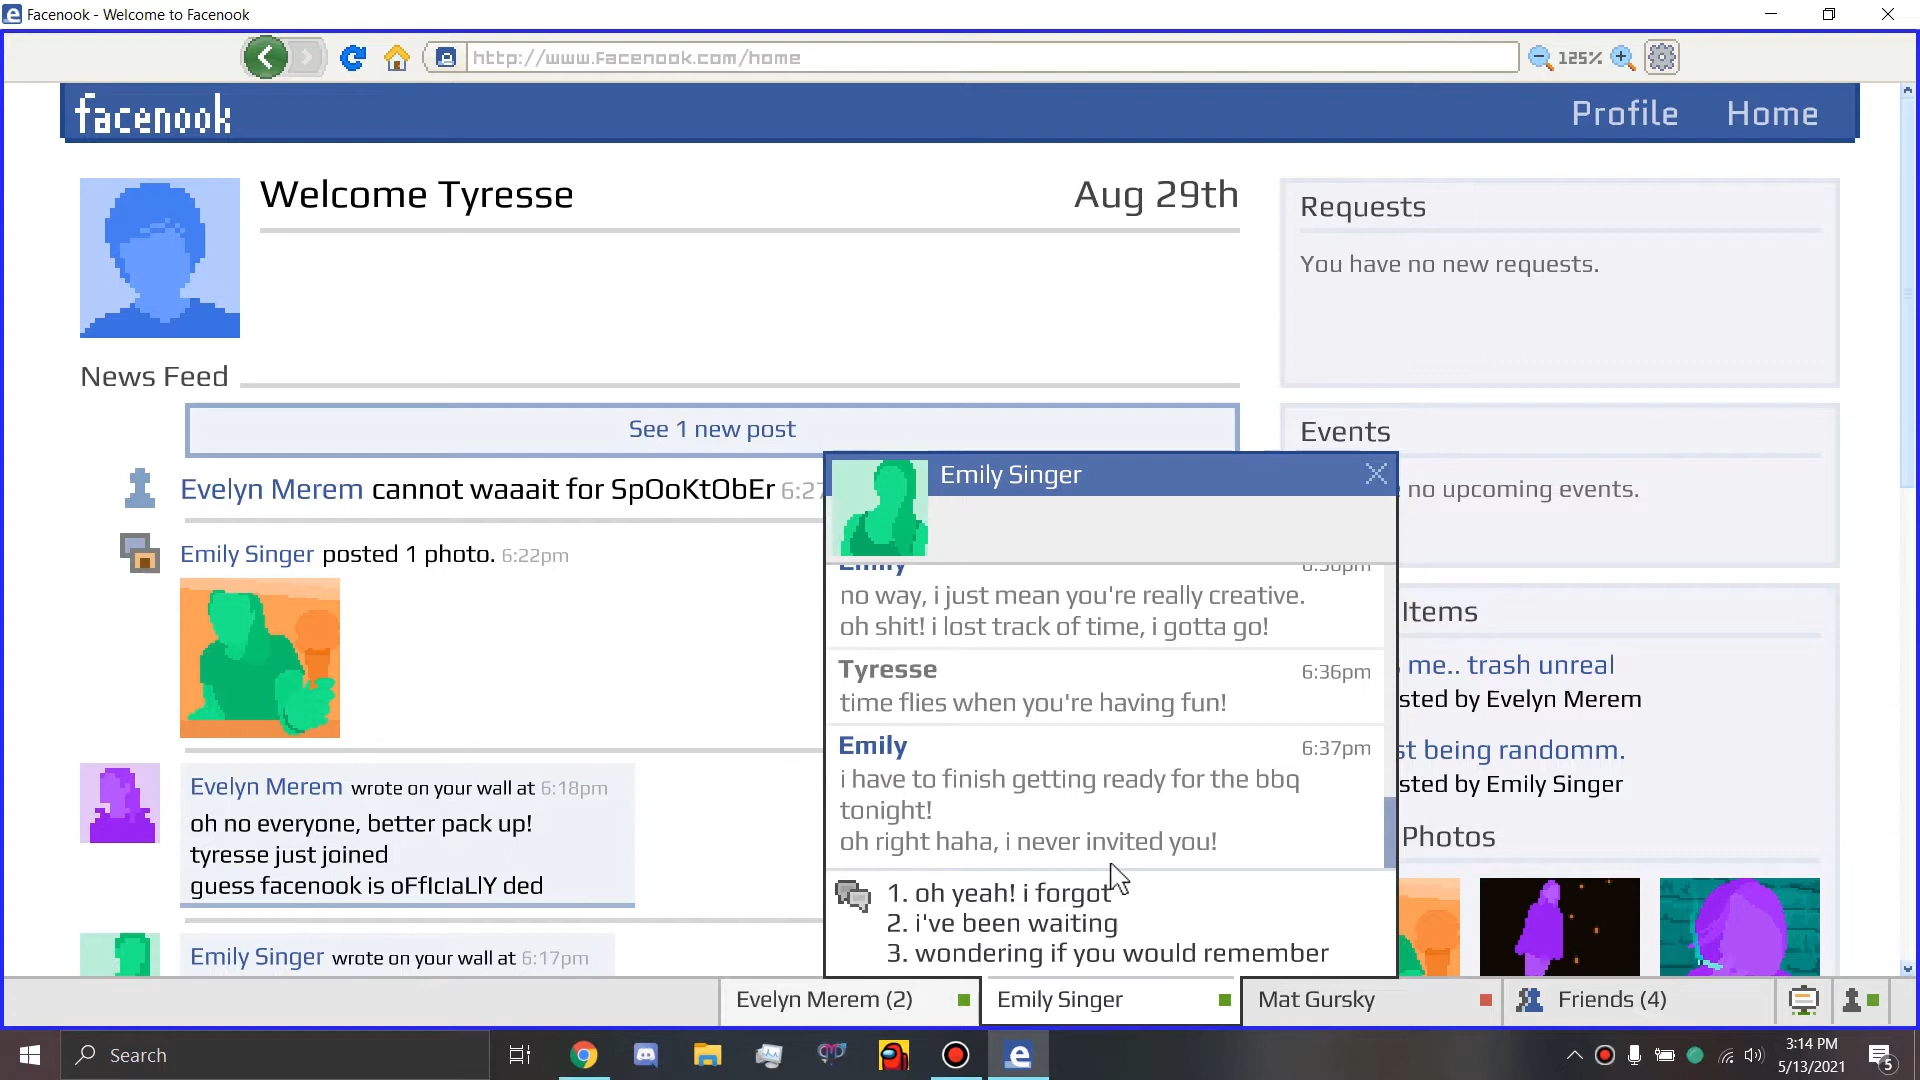 Facenook - Welcome to Facenook
http://www.facenook.com/home
125%
facenook
Profile
Home
Welcome Tyresse
Aug 29th
Requests
You have no new requests.
News Feed
See 1 new post
Events
no upcoming events.
Evelyn Merem cannot waaait for SpOoKtObEr 6:27
Emily Singer posted 1 photo. 6:22pm
Evelyn Merem wrote on your wall at 6:18pm
oh no everyone, better pack up!
tyresse just joined
guess facenook is oFfIcIaLlY ded
Emily Singer wrote on your wall at 6:17pm
Emily Singer
Emily 6:36pm
no way, i just mean you're really creative.
oh shit! i lost track of time, i gotta go!
Tyresse 6:36pm
time flies when you're having fun!
Emily 6:37pm
i have to finish getting ready for the bbq
tonight!
oh right haha, i never invited you!
1. oh yeah! i forgot
2. i've been waiting
3. wondering if you would remember
Items
me.. trash unreal
sted by Evelyn Merem
st being randomm.
sted by Emily Singer
Photos
Evelyn Merem (2)
Emily Singer
Mat Gursky
Friends (4)
Search
3:14 PM
5/13/2021
5